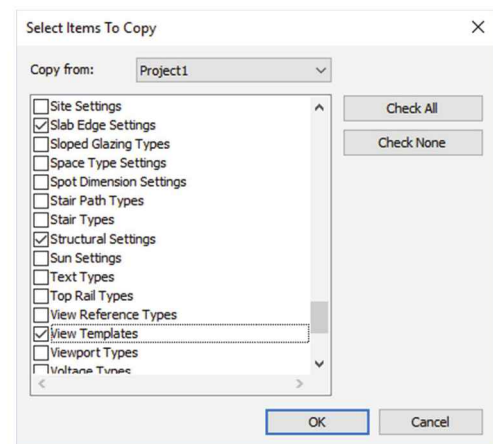 Select Items To Copy
Copy from: Project1
Site Settings
Slab Edge Settings
Sloped Glazing Types
Space Type Settings
Spot Dimension Settings
Stair Path Types
Stair Types
Structural Settings
Sun Settings
Text Types
Top Rail Types
View Reference Types
View Templates
Viewport Types
Voltage Types
Check All
Check None
OK Cancel